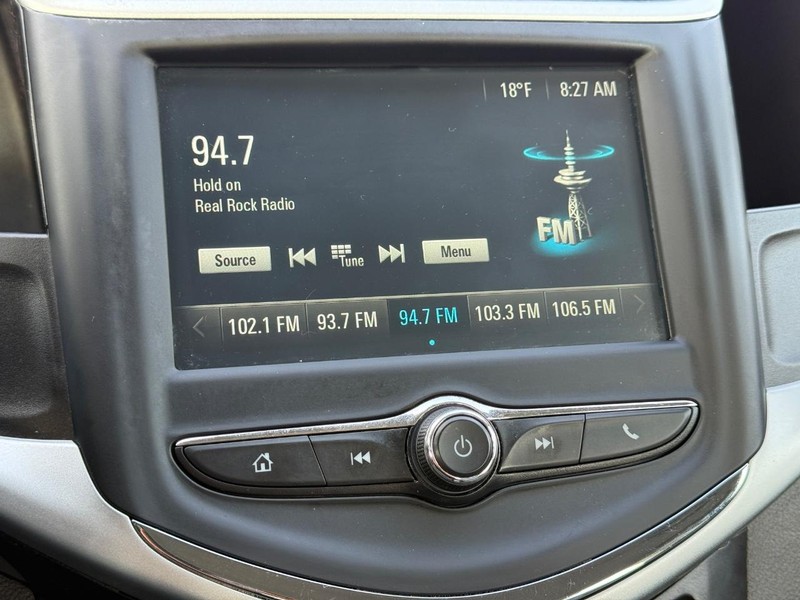 18°F 8:27 AM
94.7
Hold on
Real Rock Radio
FM
Source Tune Menu
102.1 FM 93.7 FM 94.7 FM 103.3 FM 106.5 FM